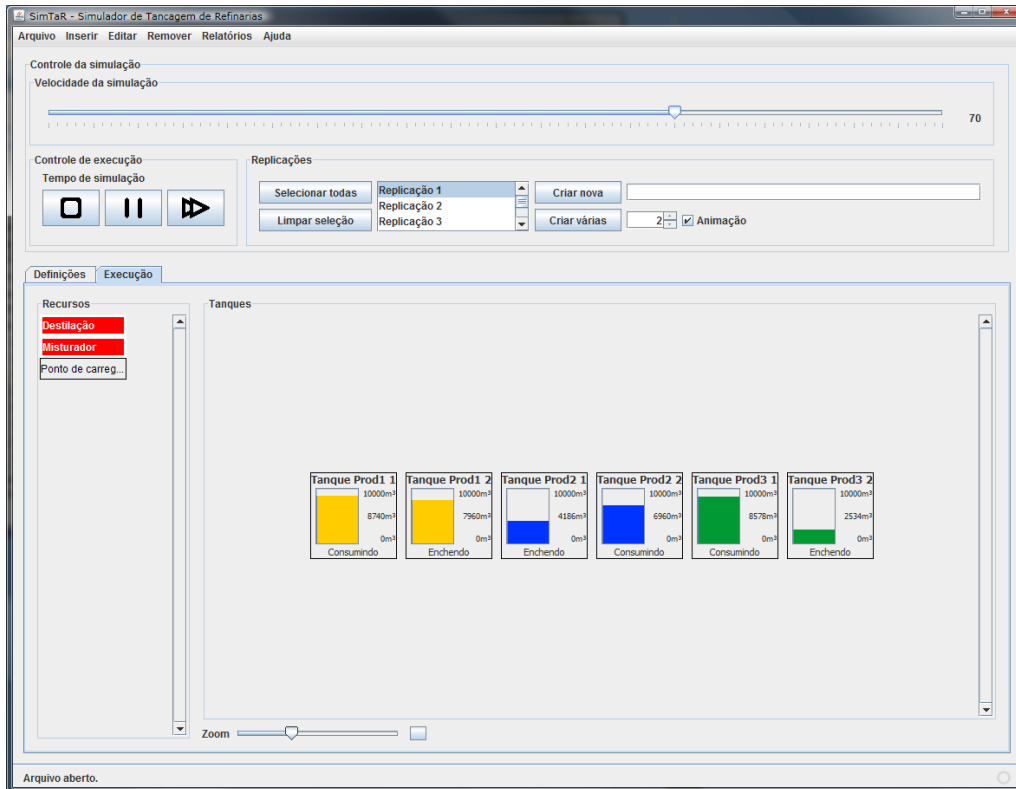 SimTaR - Simulador de Tancagem de Refinarias
Arquivo Inserir Editar Remover Relatórios Ajuda
Controle da simulação
Velocidade da simulação
70
Controle de execução
Tempo de simulação
Replicações
Selecionar todas
Limpar seleção
Replicação 1
Replicação 2
Replicação 3
Criar nova
Criar várias
2
Animação
Definições Execução
Recursos
Destilação
Misturador
Ponto de carreg...
Tanques
Tanque Prod1 1
10000m³
8740m³
0m³
Consumindo
Tanque Prod1 2
10000m³
7960m³
0m³
Enchendo
Tanque Prod2 1
10000m³
4186m³
0m³
Enchendo
Tanque Prod2 2
10000m³
6960m³
0m³
Consumindo
Tanque Prod3 1
10000m³
8578m³
0m³
Consumindo
Tanque Prod3 2
10000m³
2534m³
0m³
Enchendo
Zoom
Arquivo aberto.